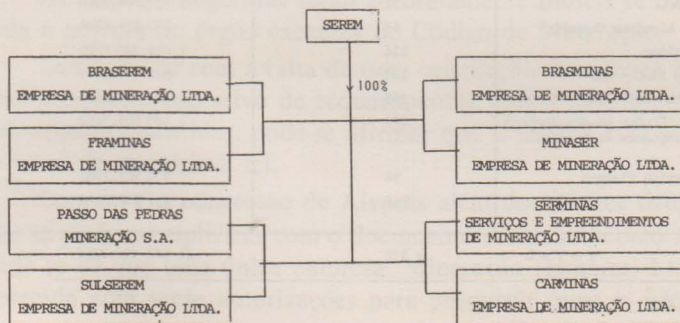 SEREM
100%
BRASEREM
EMPRESA DE MINERAÇÃO LTDA.
BRASMINAS
EMPRESA DE MINERAÇÃO LTDA.
FRAMINAS
EMPRESA DE MINERAÇÃO LTDA.
MINASER
EMPRESA DE MINERAÇÃO LTDA.
PASSO DAS PEDRAS
MINERAÇÃO S.A.
SERMINAS
SERVIÇOS E EMPREENDIMENTOS
DE MINERAÇÃO LTDA.
SULSEREM
EMPRESA DE MINERAÇÃO LTDA.
CARMINAS
EMPRESA DE MINERAÇÃO LTDA.